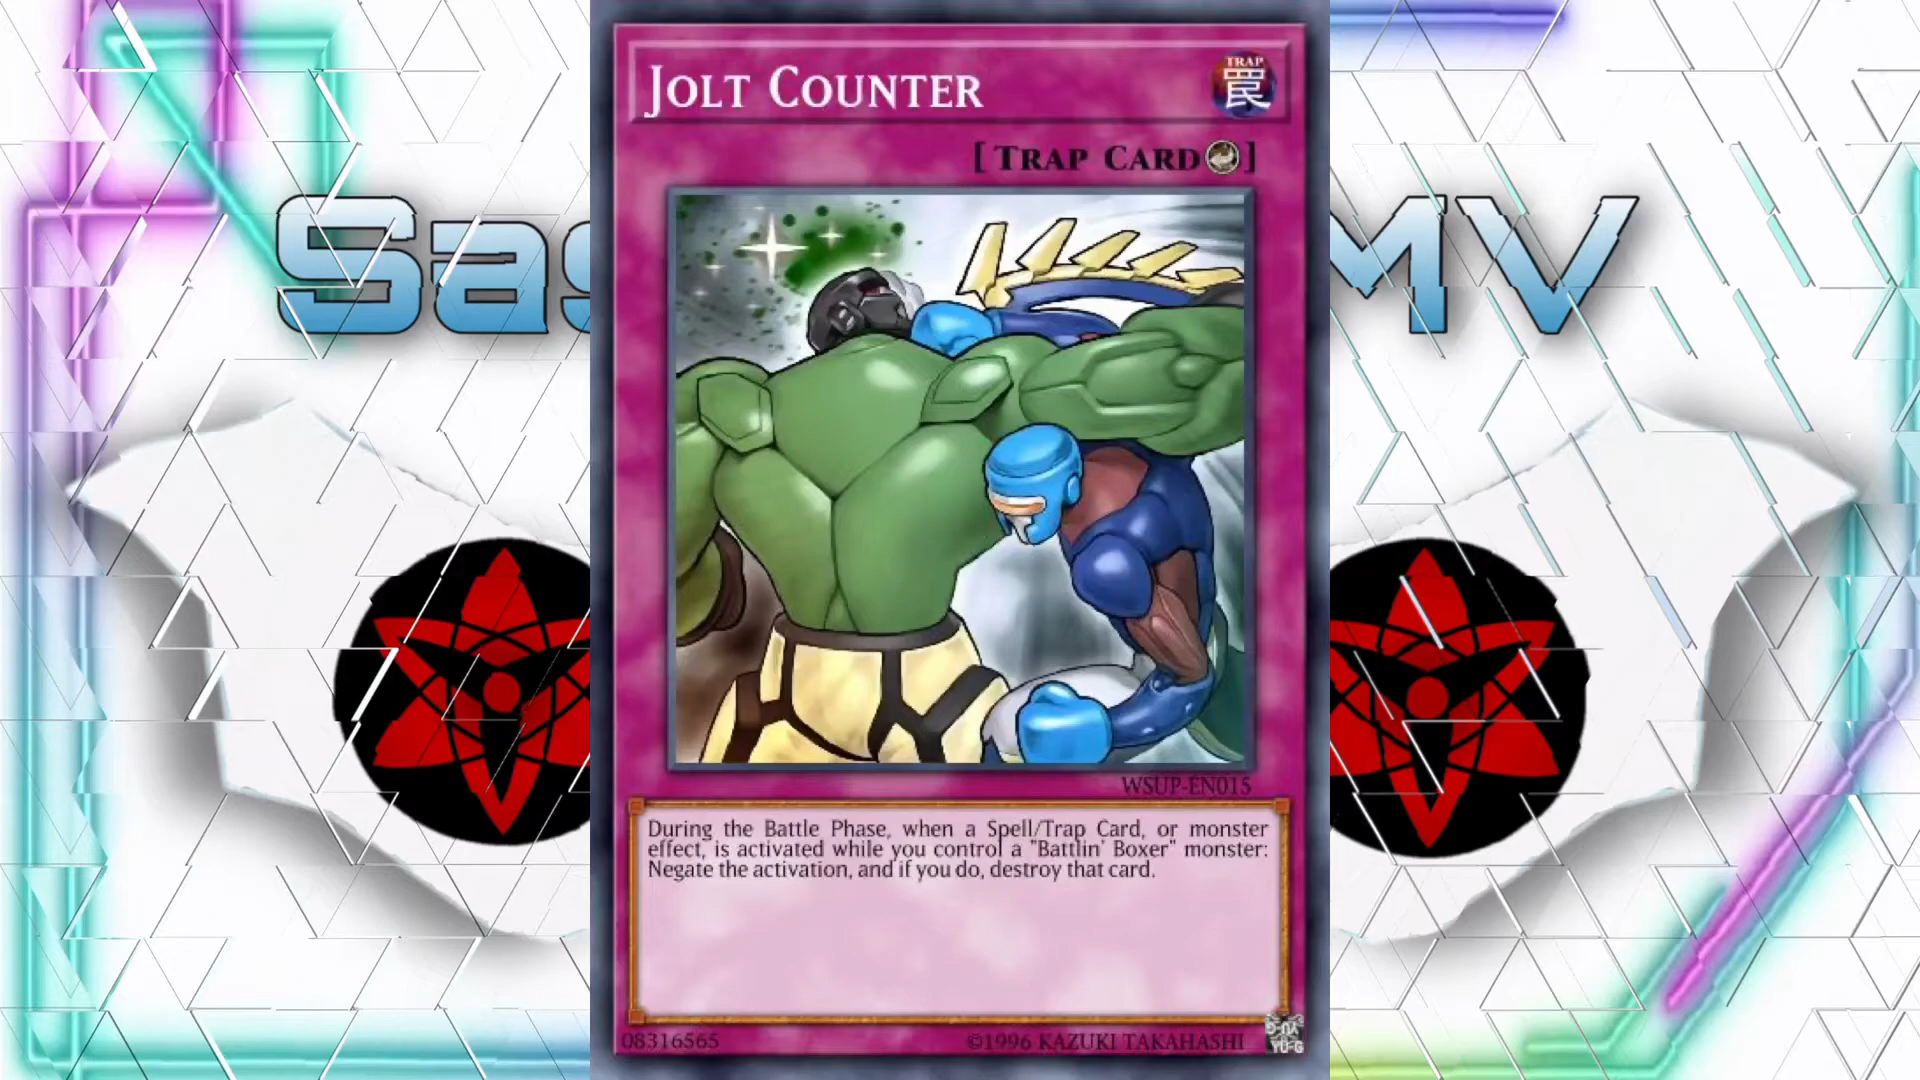 JOLT COUNTER
TRAP
罠
[TRAP CARD]
Sas
MV
WSUP-EN015
During the Battle Phase, when a Spell/Trap Card, or monster
effect, is activated while you control a "Battlin' Boxer" monster:
Negate the activation, and if you do, destroy that card.
08316565
©1996 KAZUKI TAKAHASHI